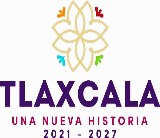 TLAXCALA
UNA NUEVA HISTORIA
2021 - 2027